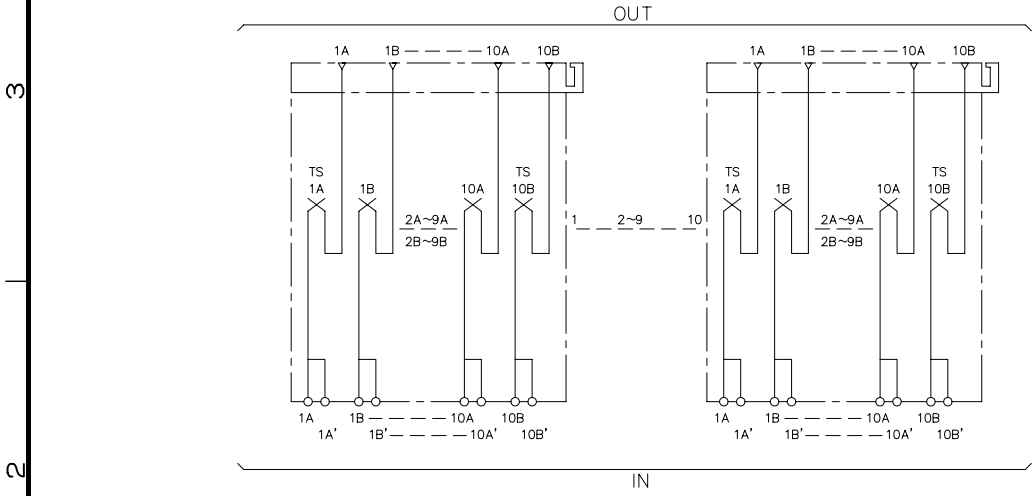 OUT
1A 1B 10A 10B 1A 1B 10A 10B
3
TS TS TS TS
1A 1B 10A 10B 1A 1B 10A 10B
2A~9A 1 2~9 10 2A~9A
2B~9B 2B~9B
1A 1B 10A 10B 1A 1B 10A 10B
1A' 1B' 10A' 10B' 1A' 1B' 10A' 10B'
2
IN